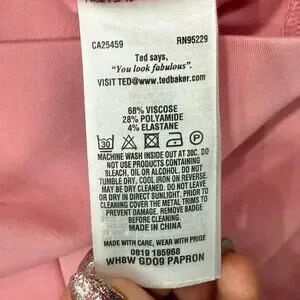 CA25459 RN95229
Ted says,
"You look fabulous".
VISIT TED@www.tedbaker.com
68% VISCOSE
28% POLYAMIDE
4% ELASTANE
30
MACHINE WASH INSIDE OUT AT 30C. DO
NOT USE PRODUCTS CONTAINING
BLEACH, OIL OR ALCOHOL. DO NOT
TUMBLE DRY. COOL IRON ON REVERSE.
MAY BE DRY CLEANED. DO NOT LEAVE
OR DRY IN DIRECT SUNLIGHT. PRIOR TO
CLEANING COVER THE METAL TRIMS TO
PREVENT DAMAGE. REMOVE BADGE
BEFORE CLEANING.
MADE IN CHINA
MADE WITH CARE, WEAR WITH PRIDE
0819 185968
WH8W GD09 PAPRON